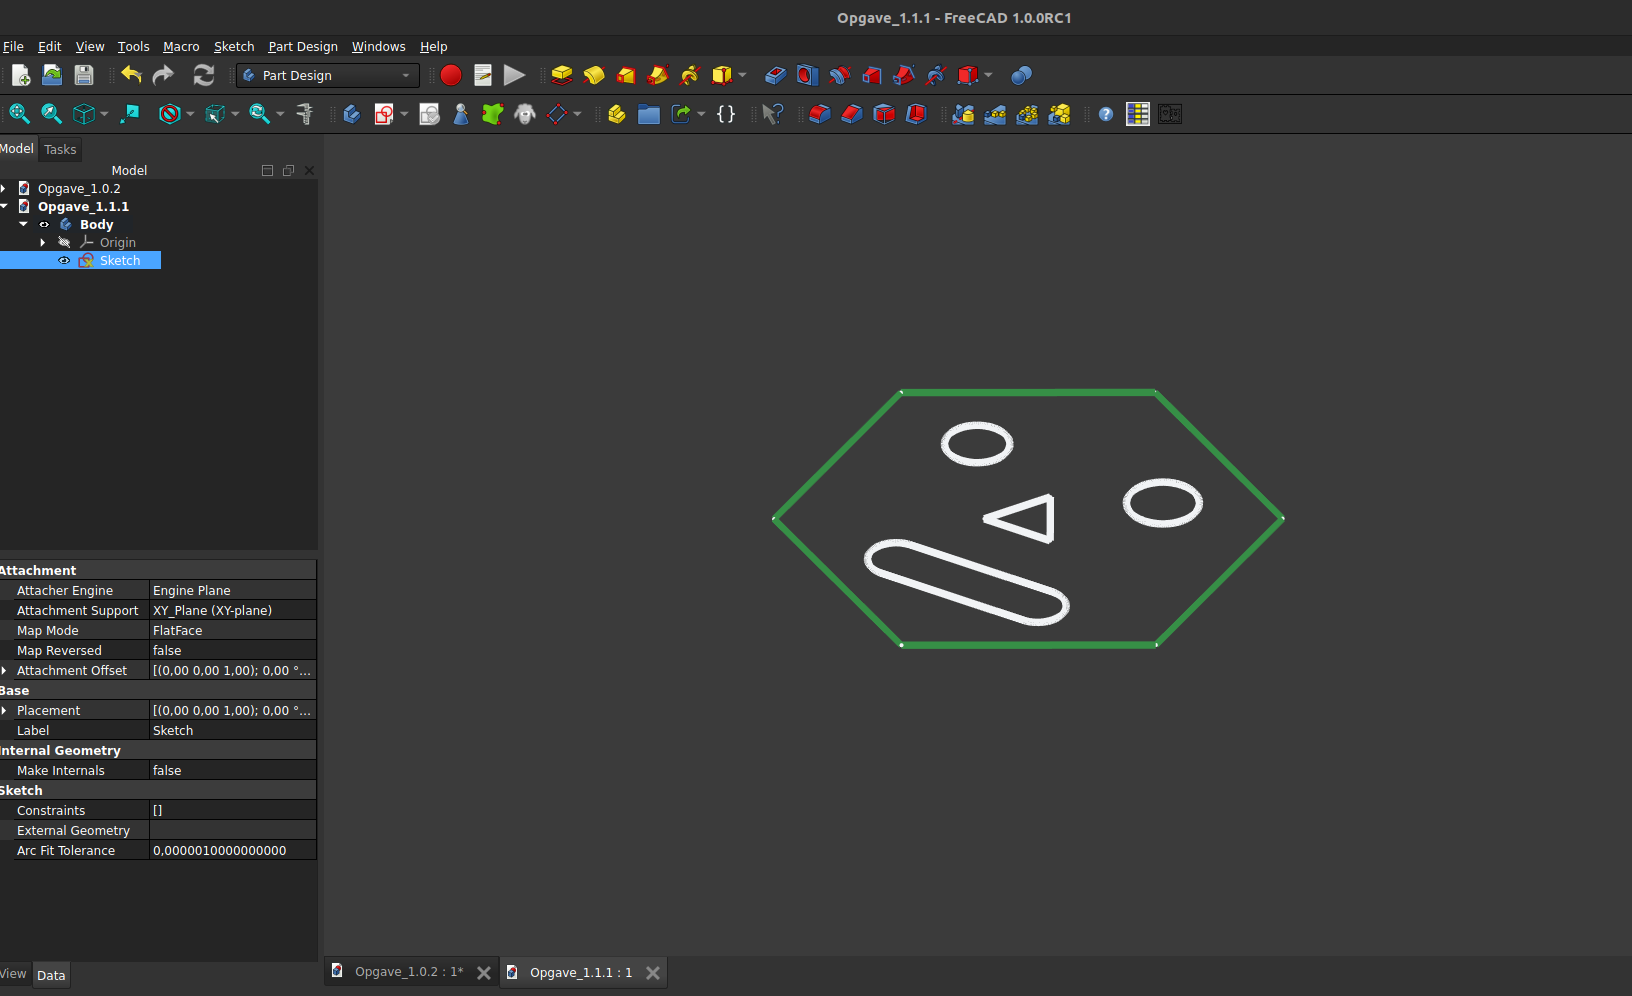 Opgave_1.1.1 - FreeCAD 1.0.0RC1
File Edit View Tools Macro Sketch Part Design Windows Help
Part Design
Model Tasks
Model
Opgave_1.0.2
Opgave_1.1.1
Body
Origin
Sketch
Attachment
Attacher Engine Engine Plane
Attachment Support XY_Plane (XY-plane)
Map Mode FlatFace
Map Reversed false
Attachment Offset [(0,00 0,00 1,00); 0,00 °...
Base
Placement [(0,00 0,00 1,00); 0,00 °...
Label Sketch
Internal Geometry
Make Internals false
Sketch
Constraints []
External Geometry
Arc Fit Tolerance 0,0000010000000000
View Data
Opgave_1.0.2 : 1*
Opgave_1.1.1 : 1